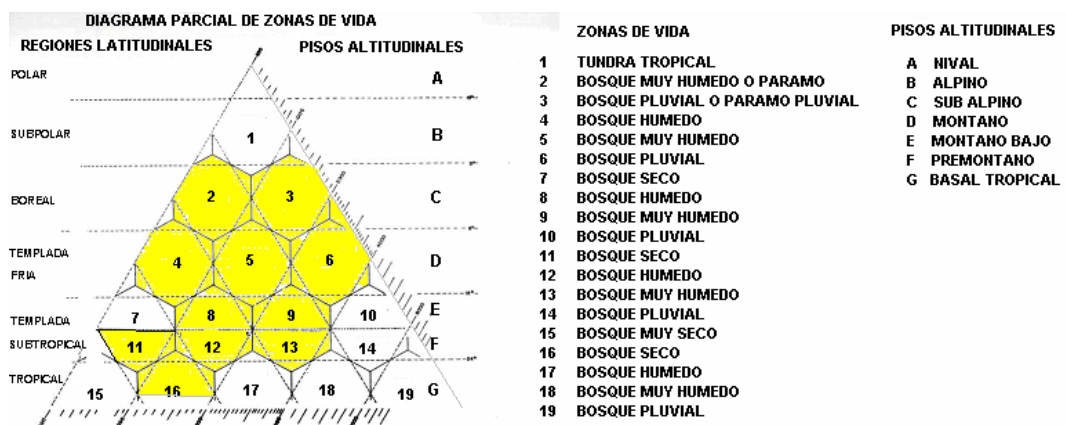 DIAGRAMA PARCIAL DE ZONAS DE VIDA
REGIONES LATITUDINALES
PISOS ALTITUDINALES
POLAR
A
SUBPOLAR
1
B
BOREAL
2
3
C
TEMPLADA
FRIA
4
5
6
D
TEMPLADA
7
8
9
10
E
SUBTROPICAL
11
12
13
14
F
TROPICAL
15
16
17
18
19
G
ZONAS DE VIDA
1 TUNDRA TROPICAL
2 BOSQUE MUY HUMEDO O PARAMO
3 BOSQUE PLUVIAL O PARAMO PLUVIAL
4 BOSQUE HUMEDO
5 BOSQUE MUY HUMEDO
6 BOSQUE PLUVIAL
7 BOSQUE SECO
8 BOSQUE HUMEDO
9 BOSQUE MUY HUMEDO
10 BOSQUE PLUVIAL
11 BOSQUE SECO
12 BOSQUE HUMEDO
13 BOSQUE MUY HUMEDO
14 BOSQUE PLUVIAL
15 BOSQUE MUY SECO
16 BOSQUE SECO
17 BOSQUE HUMEDO
18 BOSQUE MUY HUMEDO
19 BOSQUE PLUVIAL
PISOS ALTITUDINALES
A NIVAL
B ALPINO
C SUB ALPINO
D MONTANO
E MONTANO BAJO
F PREMONTANO
G BASAL TROPICAL